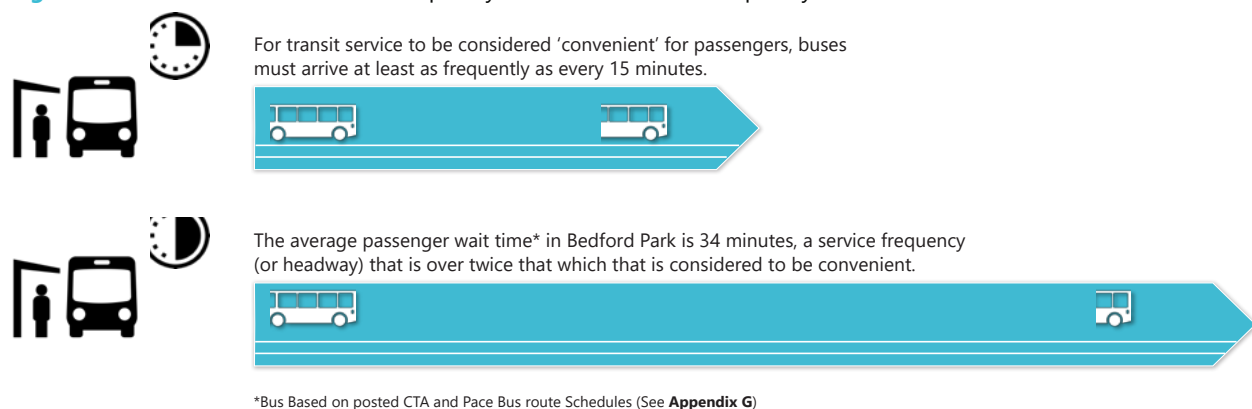 For transit service to be considered ‘convenient’ for passengers, buses
must arrive at least as frequently as every 15 minutes.
The average passenger wait time* in Bedford Park is 34 minutes, a service frequency
(or headway) that is over twice that which that is considered to be convenient.
*Bus Based on posted CTA and Pace Bus route Schedules (See Appendix G)